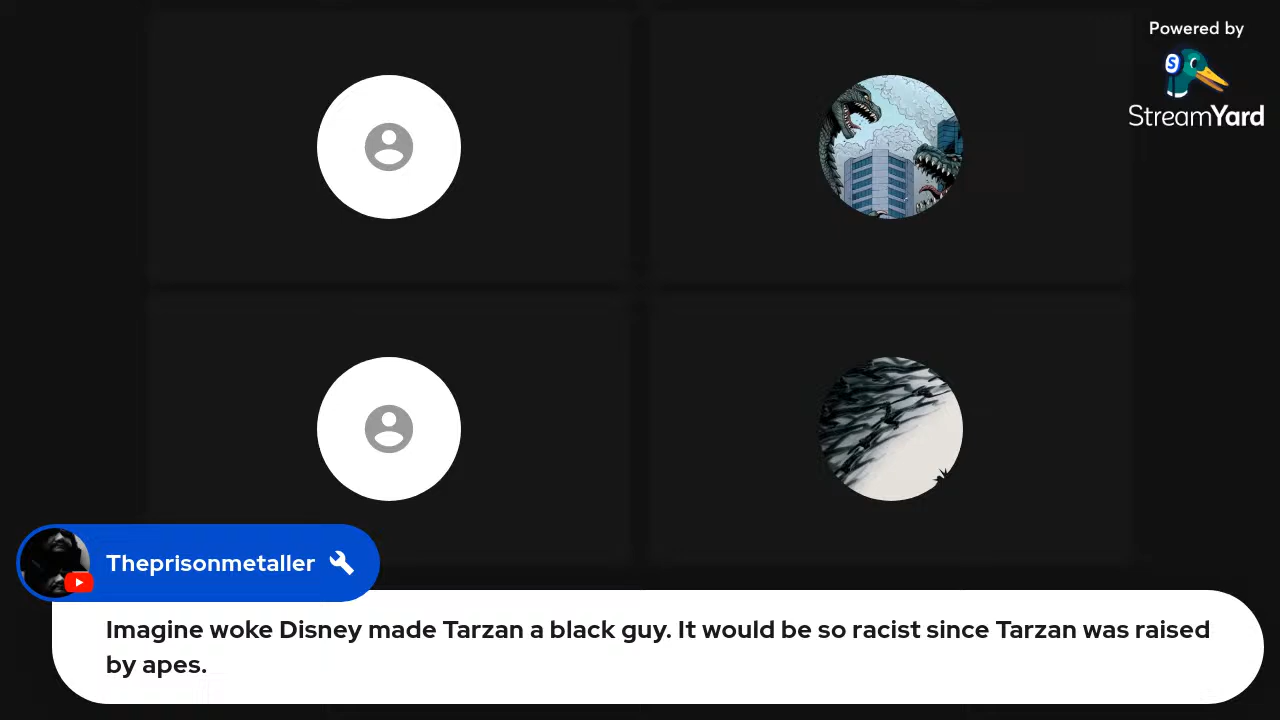 Powered by
S
StreamYard
Theprisonmetaller
Imagine woke Disney made Tarzan a black guy. It would be so racist since Tarzan was raised
by apes.